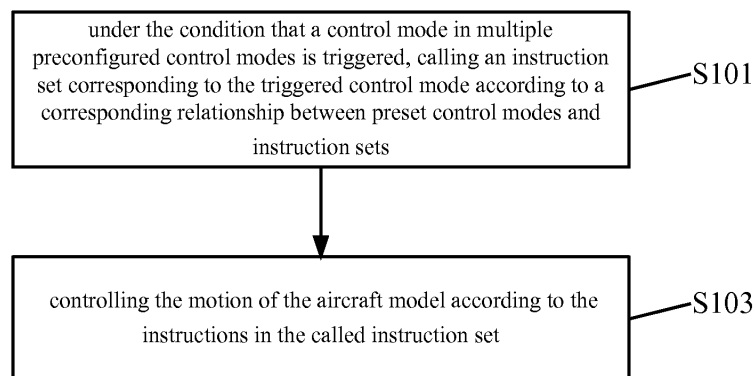 under the condition that a control mode in multiple
preconfigured control modes is triggered, calling an instruction
set corresponding to the triggered control mode according to a
corresponding relationship between preset control modes and
instruction sets
S101
controlling the motion of the aircraft model according to the
instructions in the called instruction set
S103